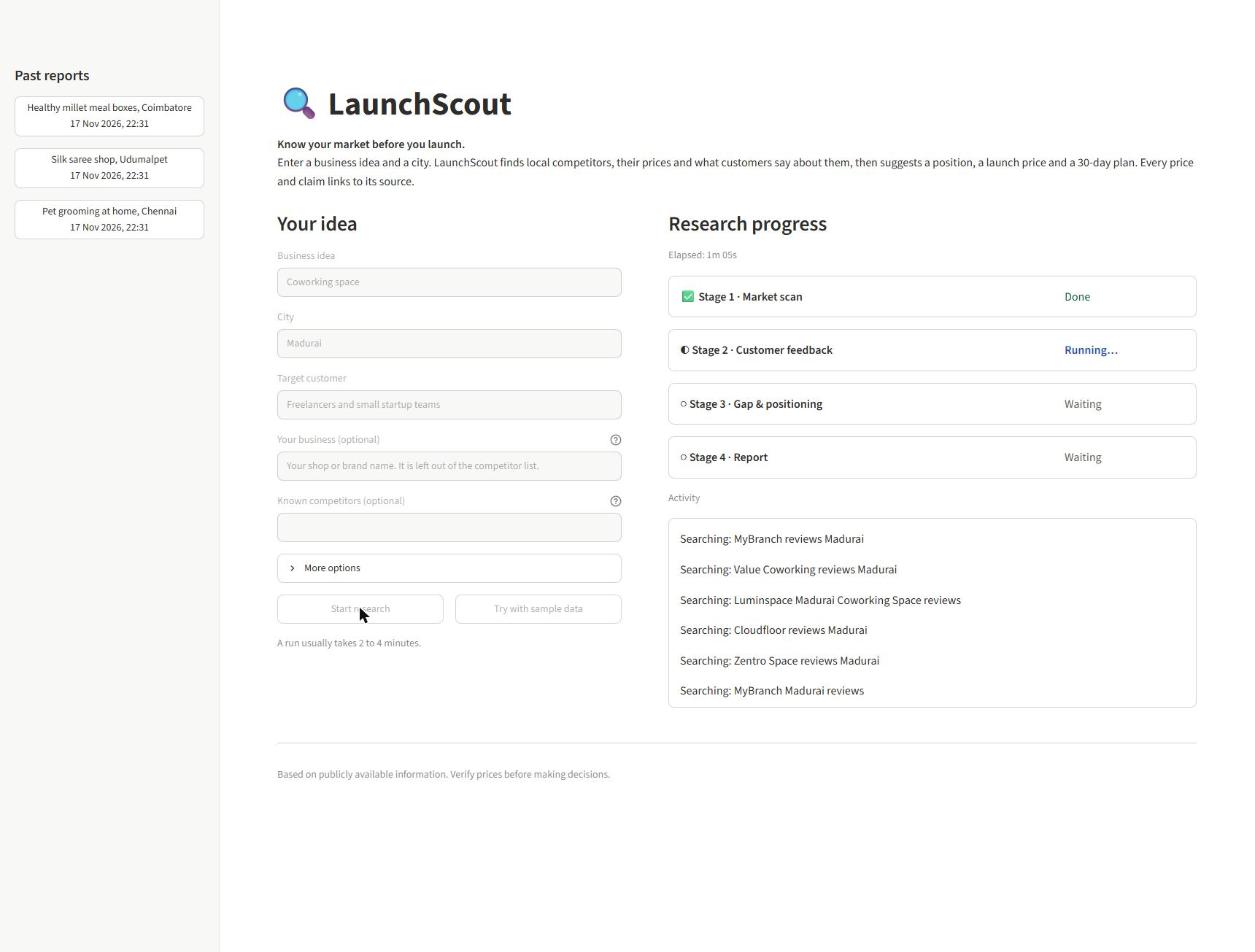 Past reports
Healthy millet meal boxes, Coimbatore
17 Nov 2026, 22:31
Silk saree shop, Udumalpet
17 Nov 2026, 22:31
Pet grooming at home, Chennai
17 Nov 2026, 22:31
LaunchScout
Know your market before you launch.
Enter a business idea and a city. LaunchScout finds local competitors, their prices and what customers say about them, then suggests a position, a launch price and a 30-day plan. Every price
and claim links to its source.
Your idea
Business idea
Coworking space
City
Madurai
Target customer
Freelancers and small startup teams
Your business (optional)
Your shop or brand name. It is left out of the competitor list.
Known competitors (optional)
More options
Start research
Try with sample data
A run usually takes 2 to 4 minutes.
Research progress
Elapsed: 1m 05s
Stage 1 · Market scan
Done
Stage 2 · Customer feedback
Running...
Stage 3 · Gap & positioning
Waiting
Stage 4 · Report
Waiting
Activity
Searching: MyBranch reviews Madurai
Searching: Value Coworking reviews Madurai
Searching: Luminspace Madurai Coworking Space reviews
Searching: Cloudfloor reviews Madurai
Searching: Zentro Space reviews Madurai
Searching: MyBranch Madurai reviews
Based on publicly available information. Verify prices before making decisions.